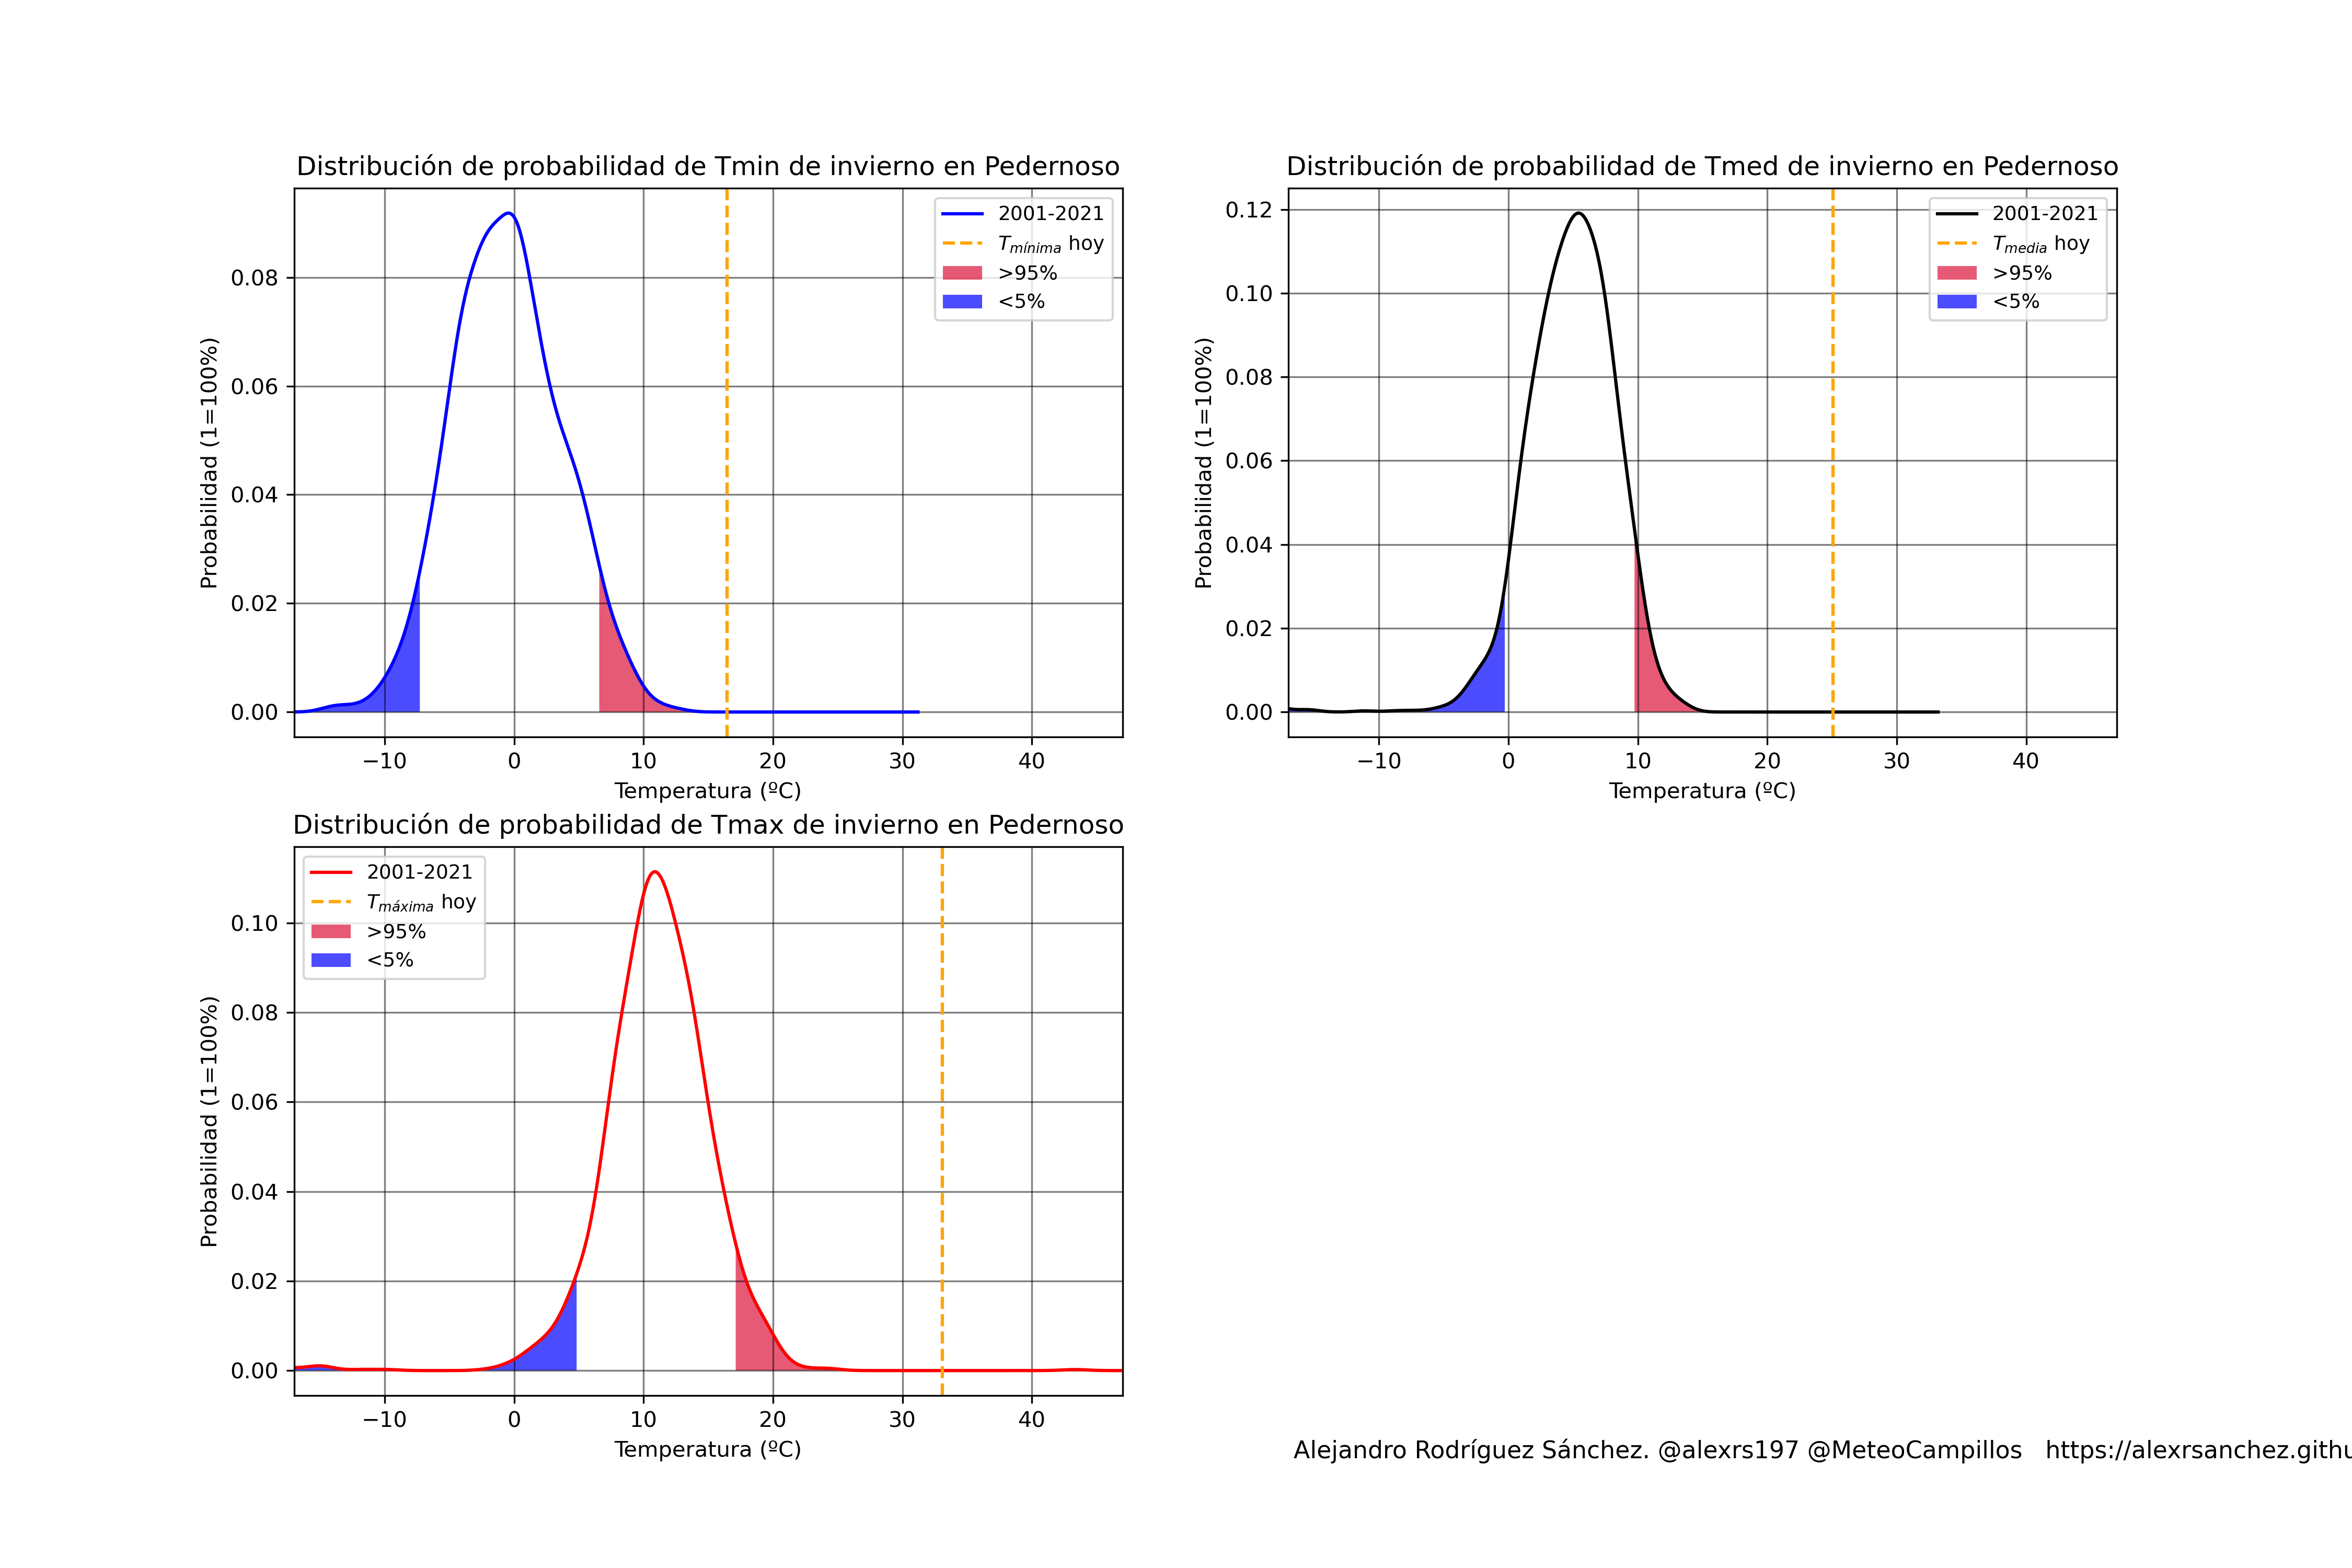 Distribución de probabilidad de Tmin de invierno en Pedernoso
2001-2021
Tmínima hoy
>95%
<5%
Probabilidad (1=100%)
0.08
0.06
0.04
0.02
0.00
−10 0 10 20 30 40
Temperatura (ºC)
Distribución de probabilidad de Tmed de invierno en Pedernoso
2001-2021
Tmedia hoy
>95%
<5%
Probabilidad (1=100%)
0.12
0.10
0.08
0.06
0.04
0.02
0.00
−10 0 10 20 30 40
Temperatura (ºC)
Distribución de probabilidad de Tmax de invierno en Pedernoso
2001-2021
Tmáxima hoy
>95%
<5%
Probabilidad (1=100%)
0.10
0.08
0.06
0.04
0.02
0.00
−10 0 10 20 30 40
Temperatura (ºC)
Alejandro Rodríguez Sánchez. @alexrs197 @MeteoCampillos https://alexrsanchez.githu